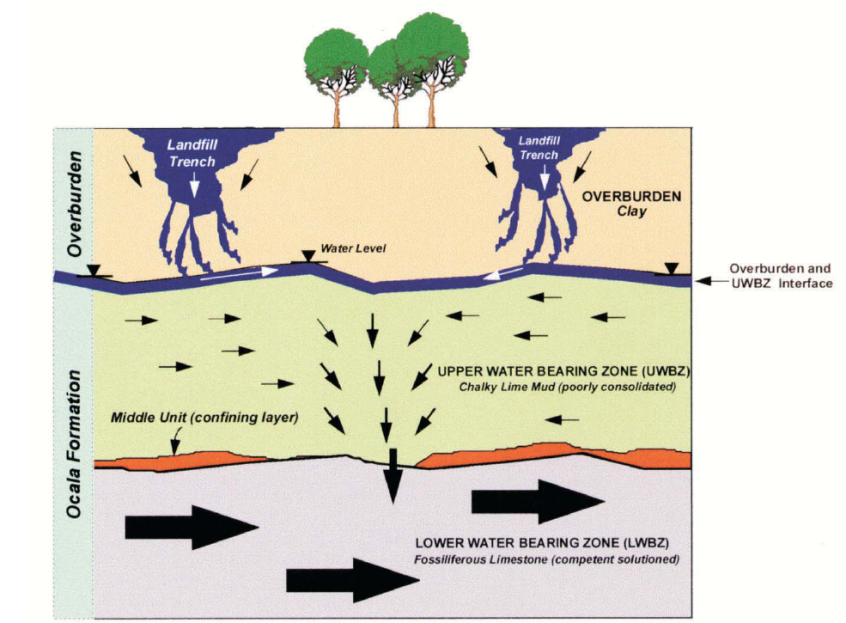 Landfill
Trench
Landfill
Trench
Overburden
OVERBURDEN
Clay
Water Level
Overburden and
UWBZ Interface
UPPER WATER BEARING ZONE (UWBZ)
Chalky Lime Mud (poorly consolidated)
Middle Unit (confining layer)
Ocala Formation
LOWER WATER BEARING ZONE (LWBZ)
Fossiliferous Limestone (competent solutioned)